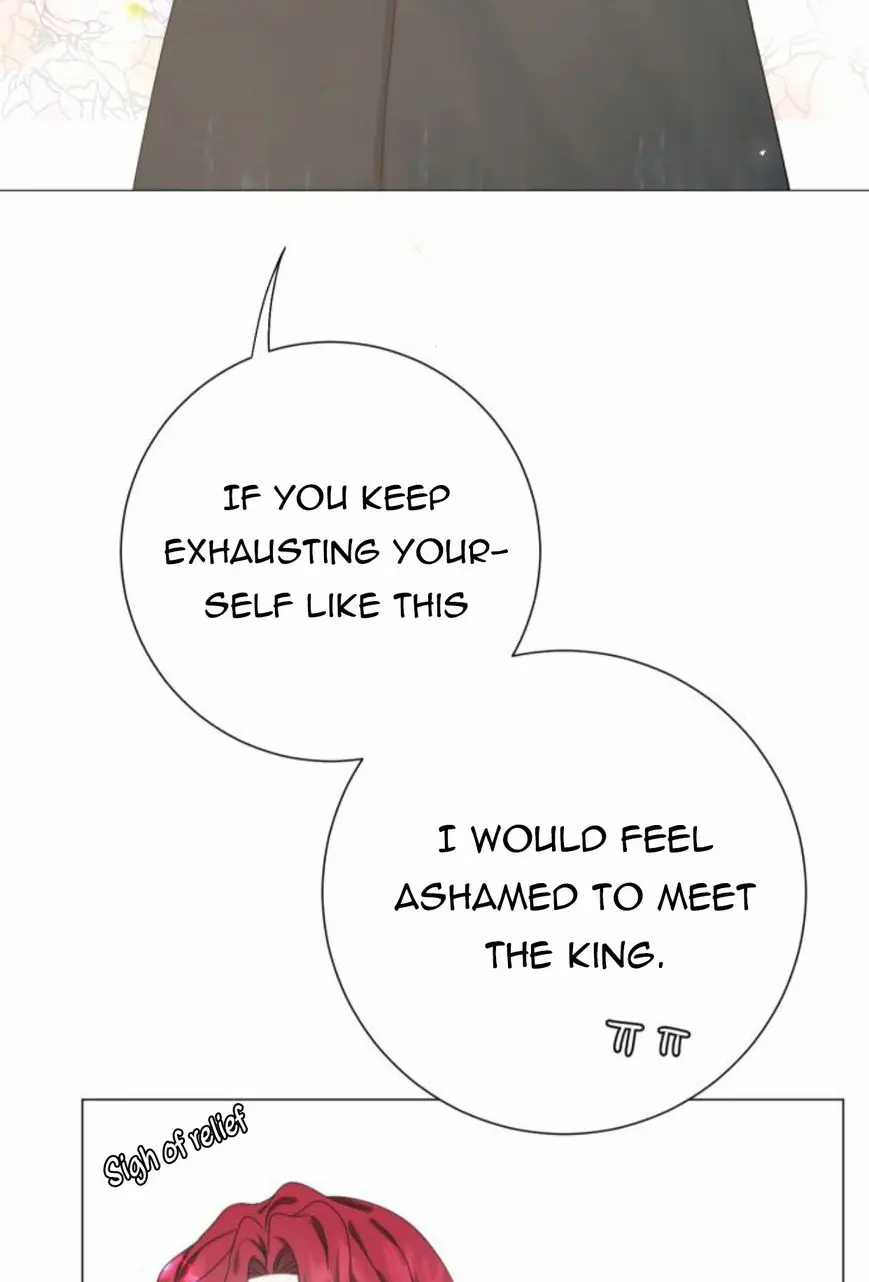 IF YOU KEEP
EXHAUSTING YOUR-
SELF LIKE THIS
I WOULD FEEL
ASHAMED TO MEET
THE KING.
ㅠㅠ
Sigh of relief